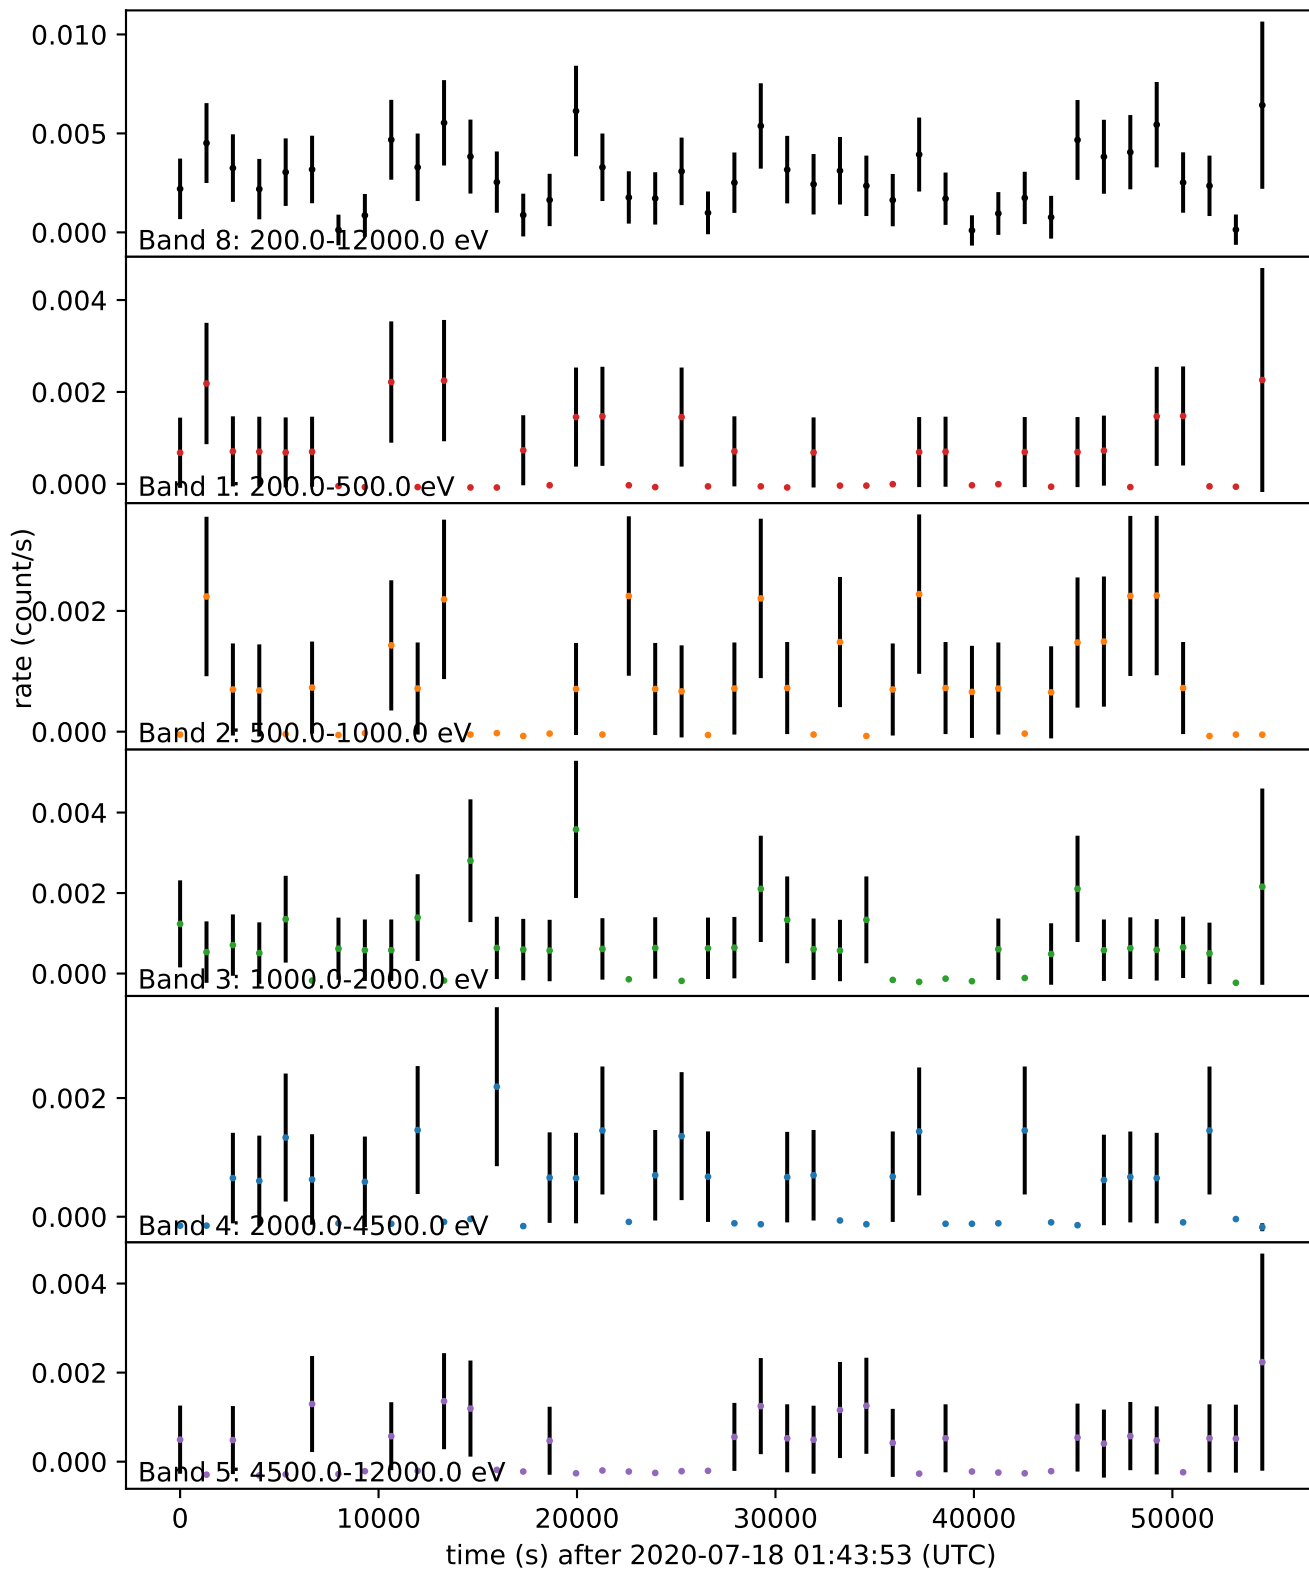 0.010
0.005
0.000
Band 8: 200.0-12000.0 eV
0.004
0.002
0.000
Band 1: 200.0-500.0 eV
rate (count/s)
0.002
0.000
Band 2: 500.0-1000.0 eV
0.004
0.002
0.000
Band 3: 1000.0-2000.0 eV
0.002
0.000
Band 4: 2000.0-4500.0 eV
0.004
0.002
0.000
Band 5: 4500.0-12000.0 eV
0 10000 20000 30000 40000 50000
time (s) after 2020-07-18 01:43:53 (UTC)